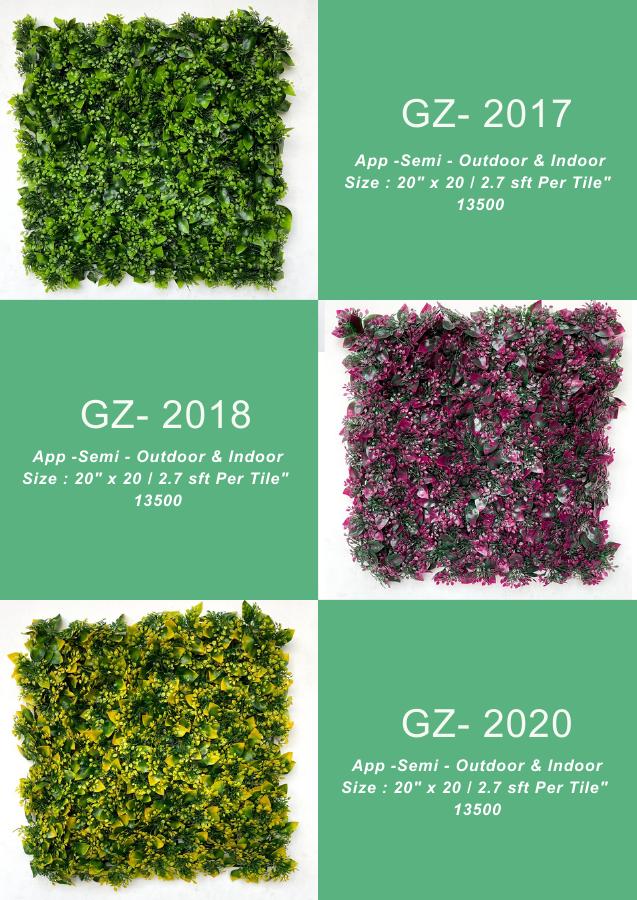 GZ- 2017
App -Semi - Outdoor & Indoor
Size : 20" x 20 / 2.7 sft Per Tile"
13500
GZ- 2018
App -Semi - Outdoor & Indoor
Size : 20" x 20 / 2.7 sft Per Tile"
13500
GZ- 2020
App -Semi - Outdoor & Indoor
Size : 20" x 20 / 2.7 sft Per Tile"
13500